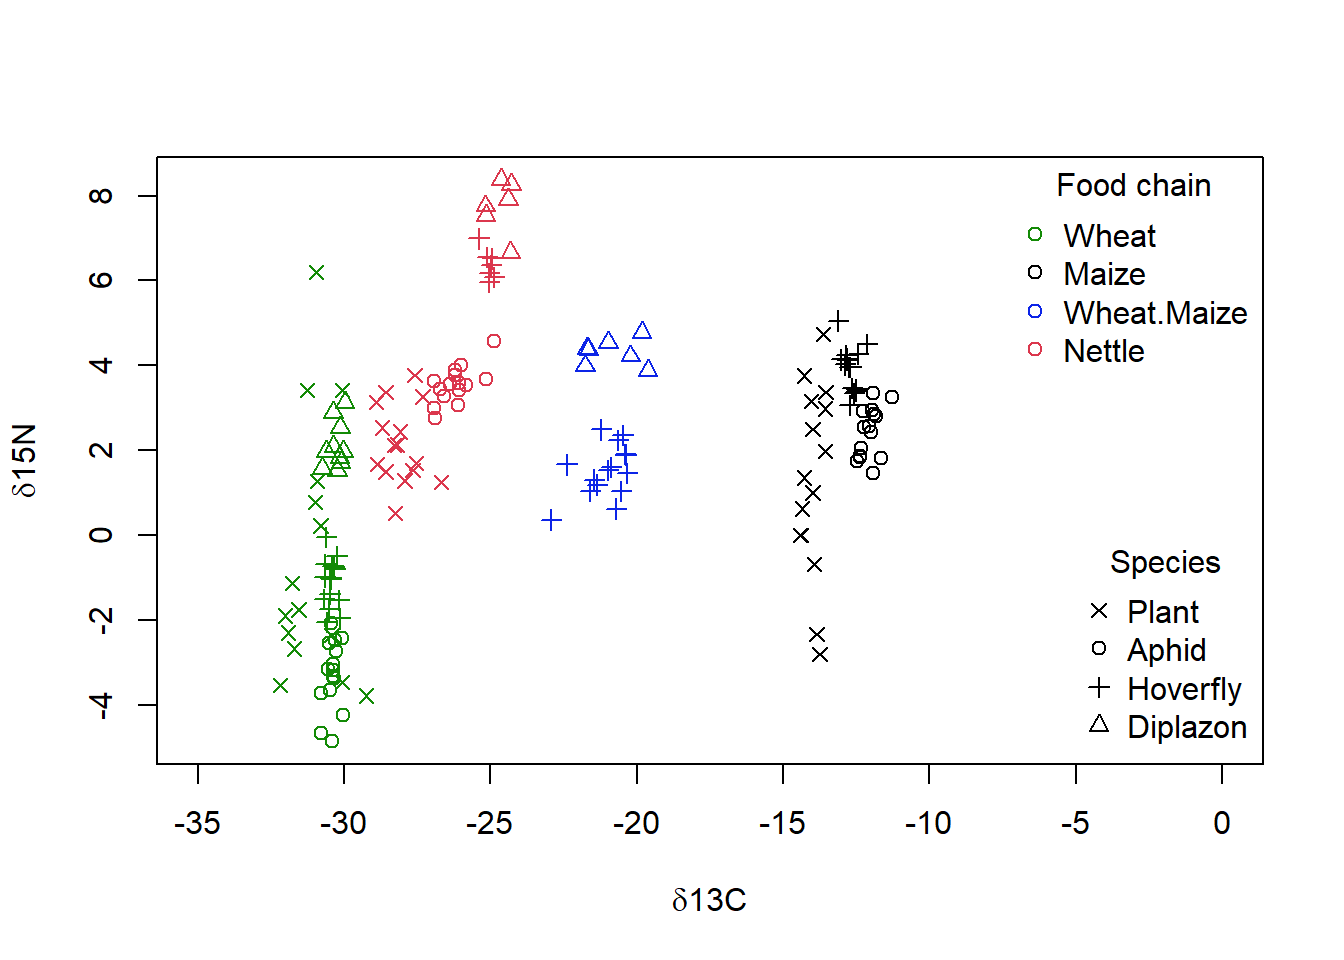 Food chain
Wheat
Maize
Wheat.Maize
Nettle
Species
Plant
Aphid
Hoverfly
Diplazon
δ15N
8
6
4
2
0
-2
-4
-35 -30 -25 -20 -15 -10 -5 0
δ13C